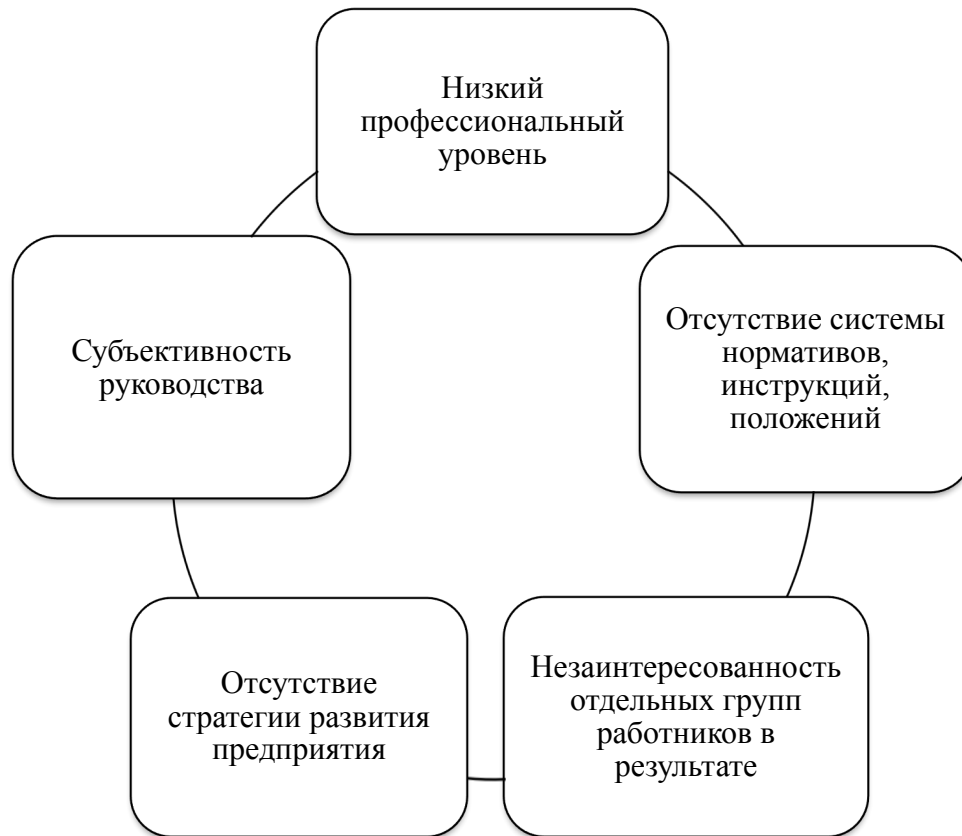 Низкий
профессиональный
уровень
Отсутствие системы
нормативов,
инструкций,
положений
Незаинтересованность
отдельных групп
работников в
результате
Отсутствие
стратегии развития
предприятия
Субъективность
руководства